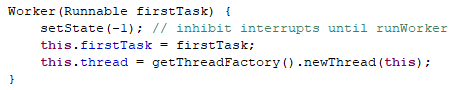 Worker(Runnable firstTask) {
    setState(-1); // inhibit interrupts until runWorker
    this.firstTask = firstTask;
    this.thread = getThreadFactory().newThread(this);
}